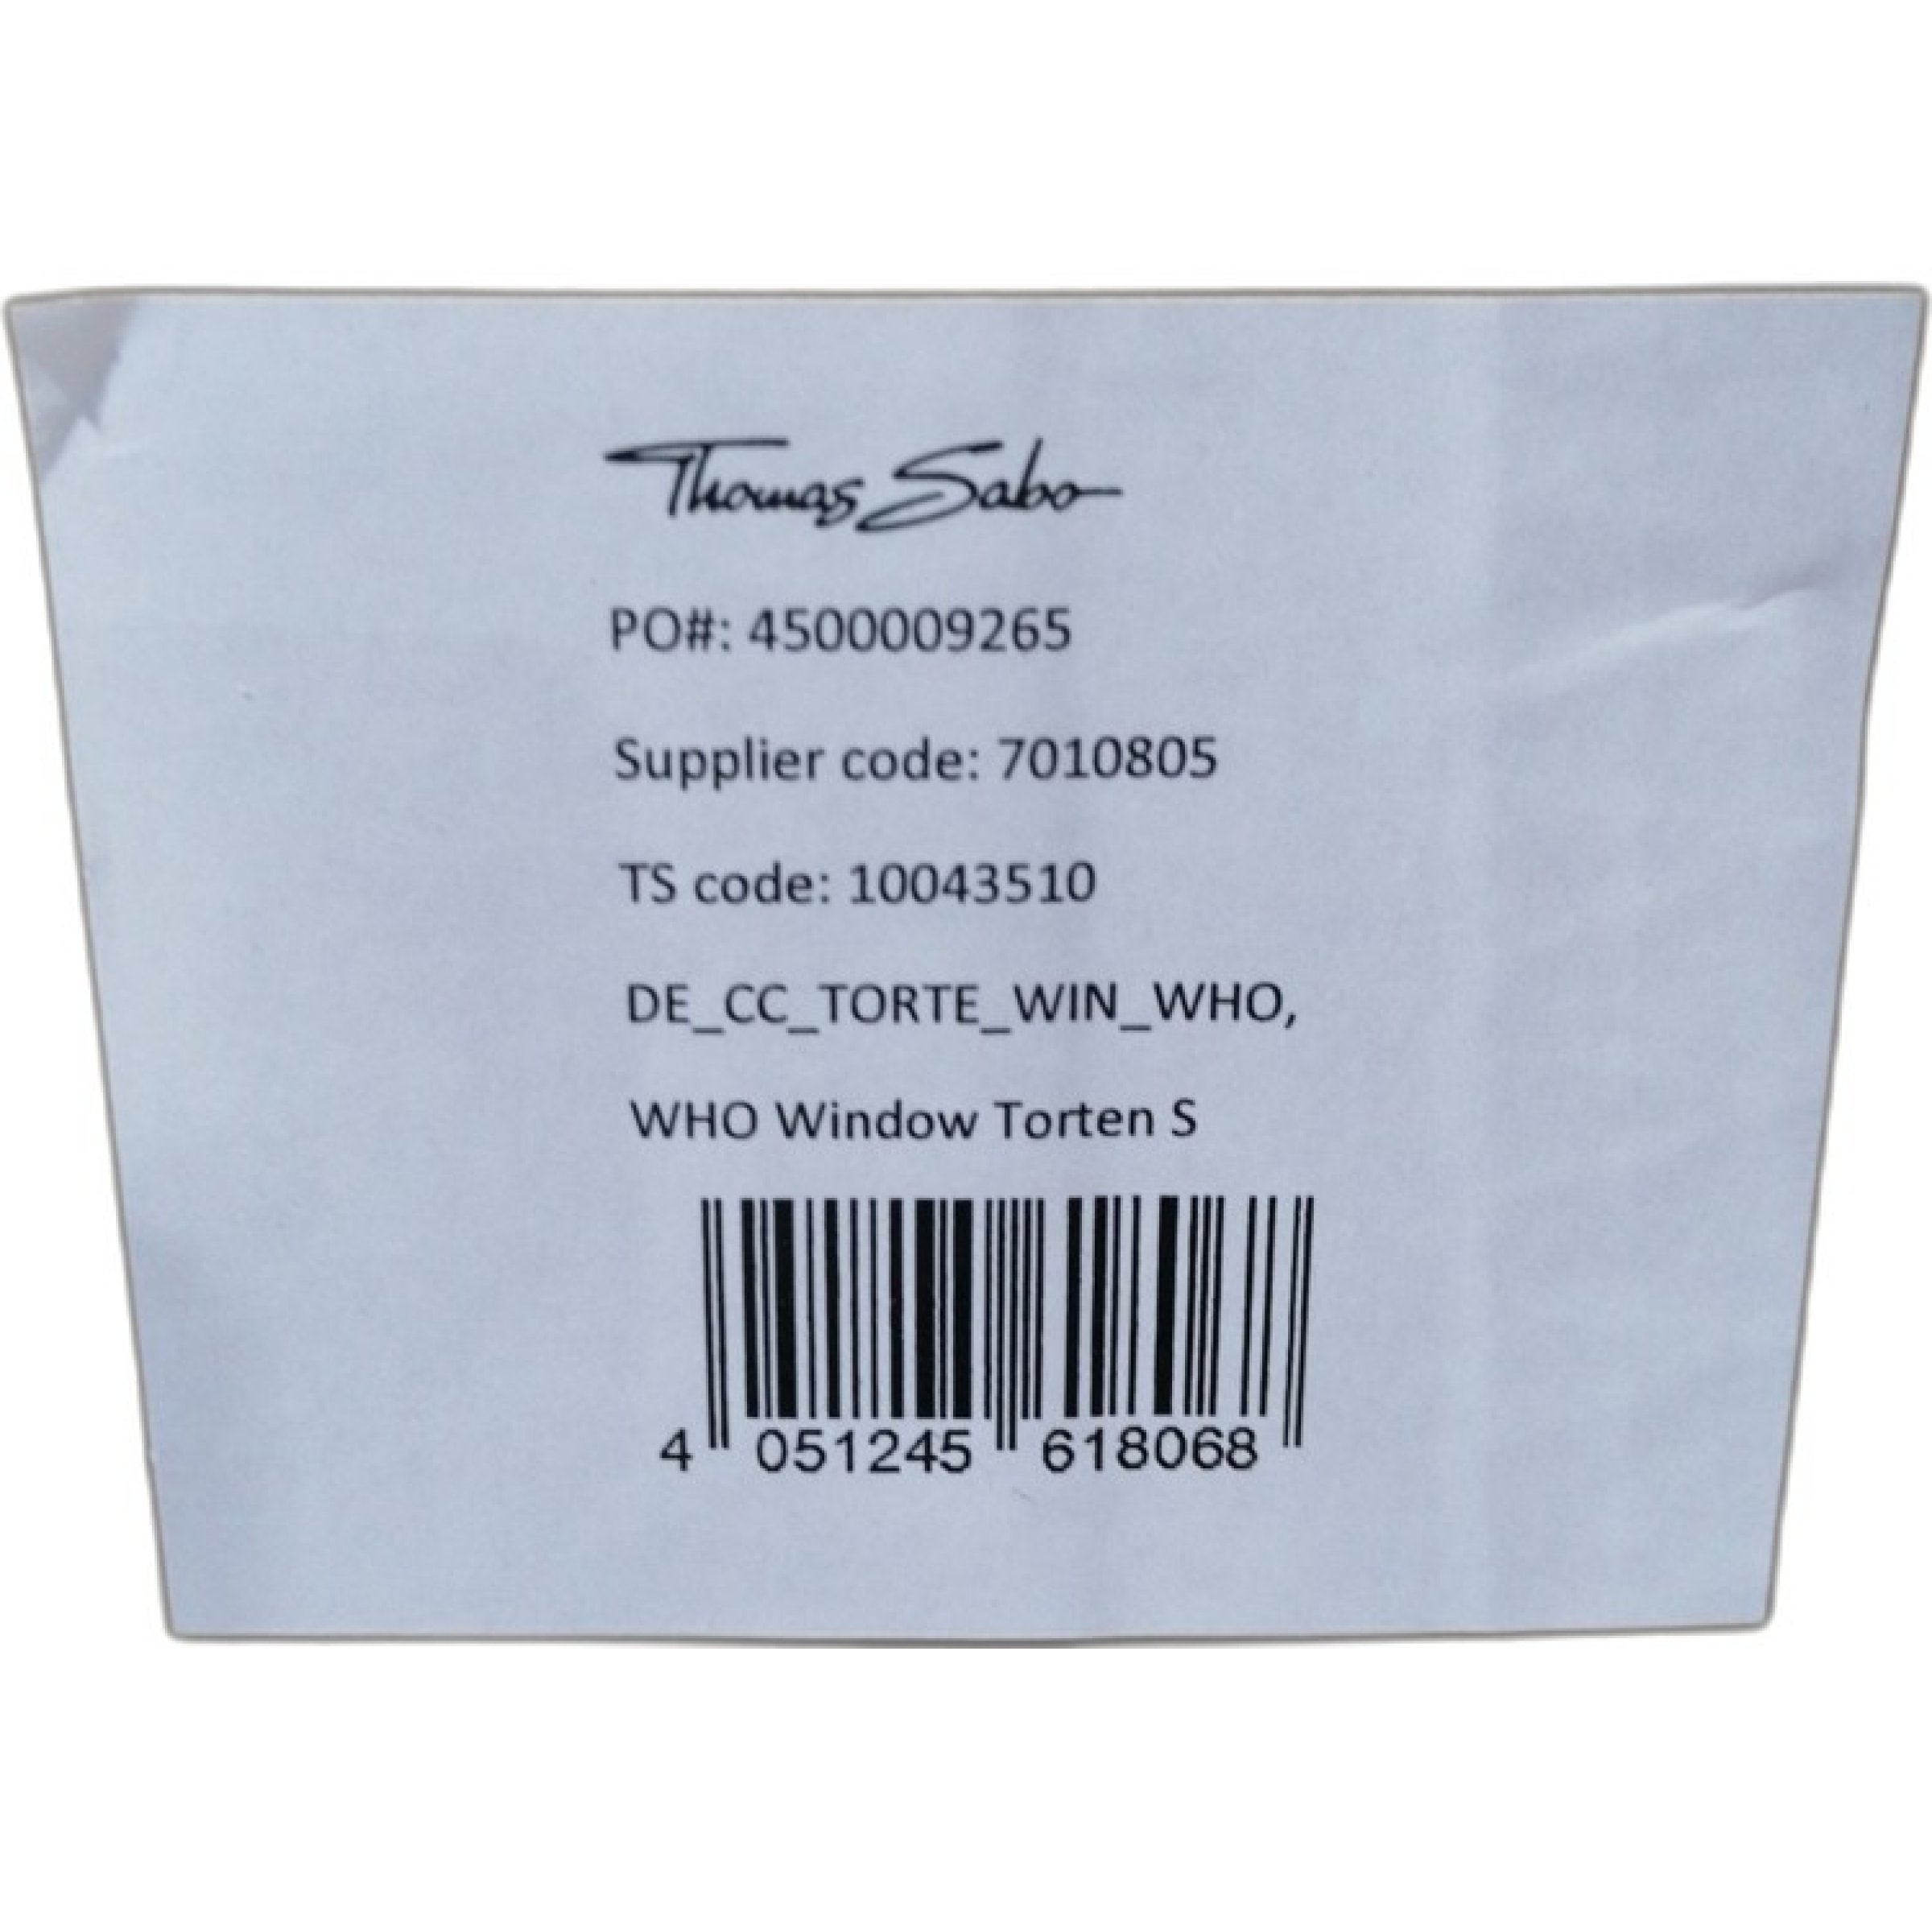 Thomas Sabo
PO#: 4500009265
Supplier code: 7010805
TS code: 10043510
DE_CC_TORTE_WIN_WHO,
WHO Window Torten S
4 051245 618068